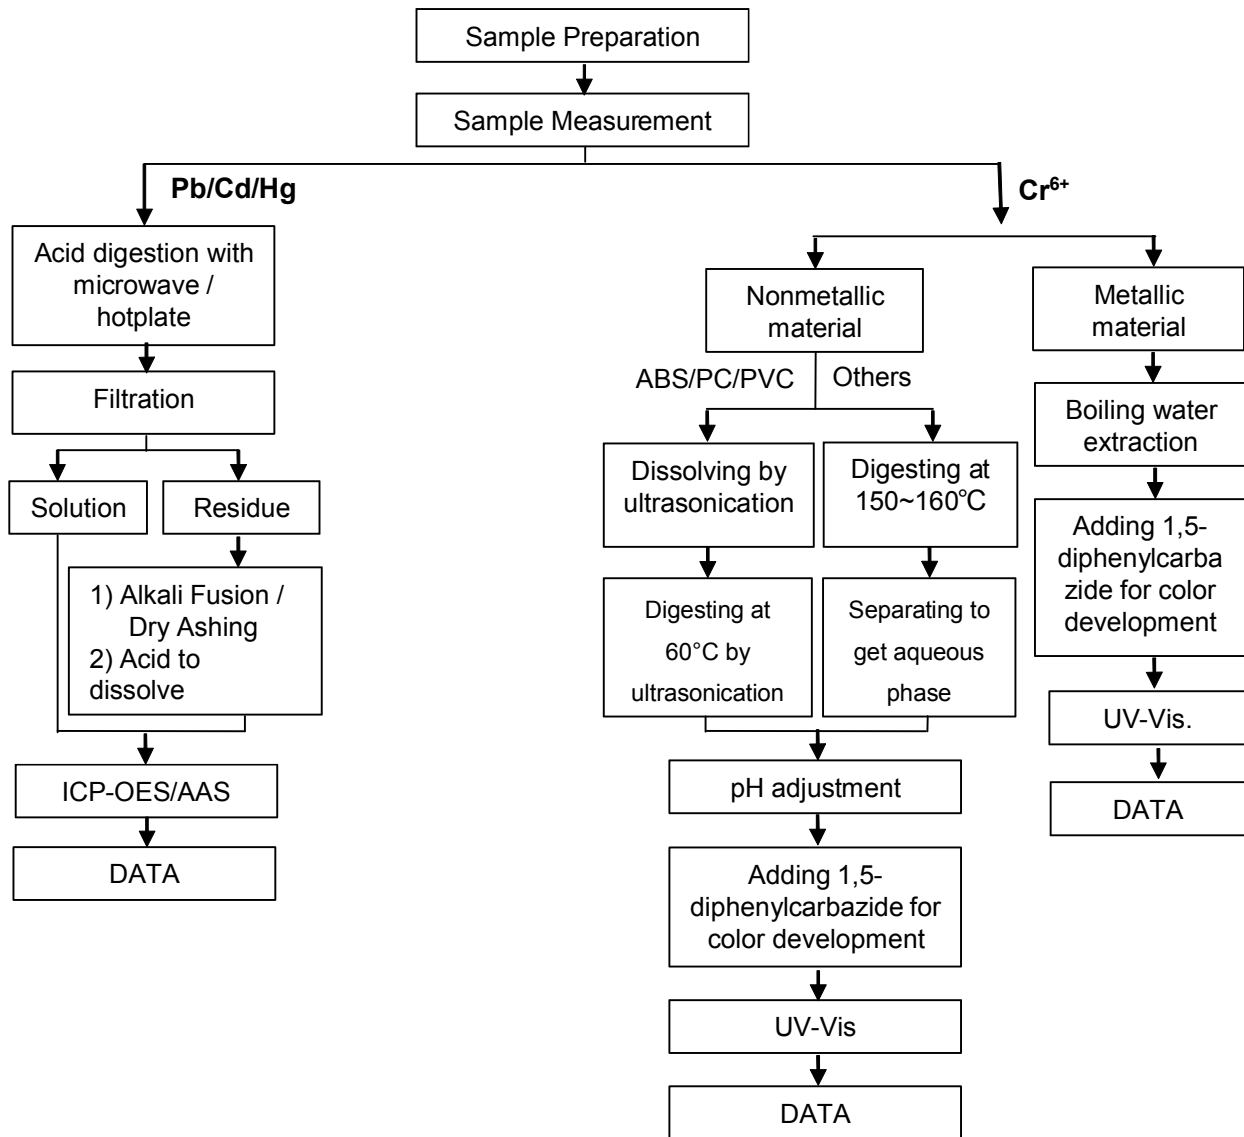 Sample Preparation
Sample Measurement
Pb/Cd/Hg
Cr⁶⁺
Acid digestion with
microwave /
hotplate
Filtration
Solution
Residue
1) Alkali Fusion /
Dry Ashing
2) Acid to
dissolve
ICP-OES/AAS
DATA
Nonmetallic
material
ABS/PC/PVC
Others
Dissolving by
ultrasonication
Digesting at
150~160℃
Digesting at
60°C by
ultrasonication
Separating to
get aqueous
phase
pH adjustment
Adding 1,5-
diphenylcarbazide for
color development
UV-Vis
DATA
Metallic
material
Boiling water
extraction
Adding 1,5-
diphenylcarba
zide for color
development
UV-Vis.
DATA